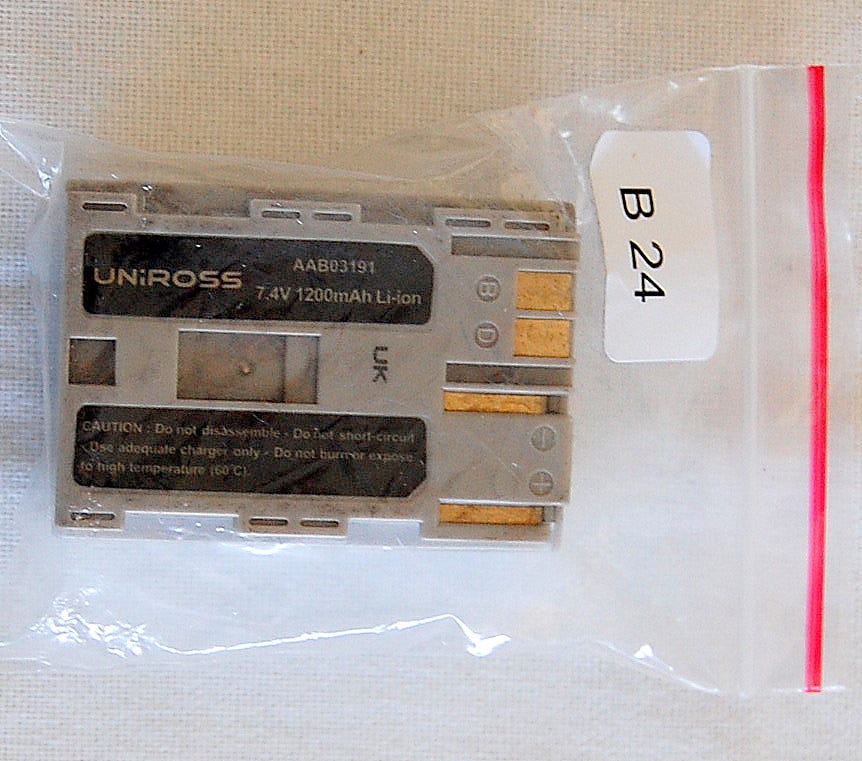 UNiROSS
AAB03191
7.4V 1200mAh Li-ion
B
D
UK
CAUTION : Do not disassemble - Do not short-circuit
- Use adequate charger only - Do not burn or expose
to high temperature (60°C)
−
+
B 24